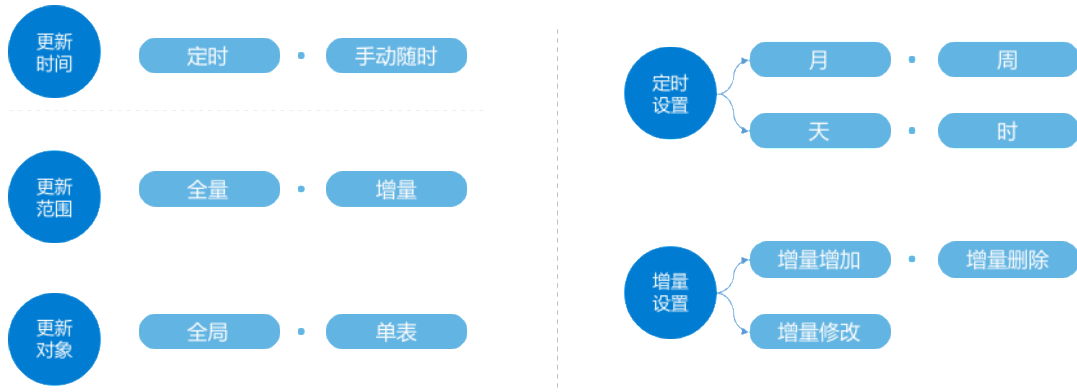 更新
时间
定时
手动随时
更新
范围
全量
增量
更新
对象
全局
单表
定时
设置
月
周
天
时
增量
设置
增量增加
增量删除
增量修改